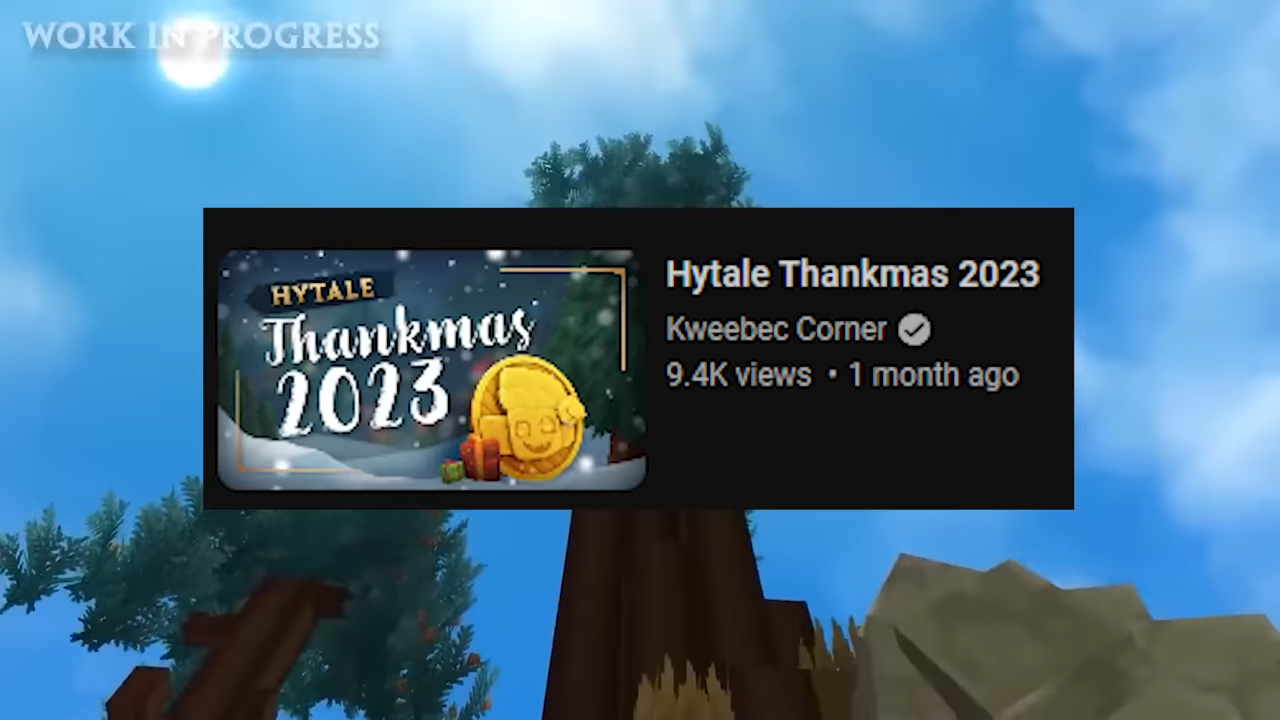 WORK IN PROGRESS
HYTALE
Thankmas
2023
Hytale Thankmas 2023
Kweebec Corner
9.4K views • 1 month ago